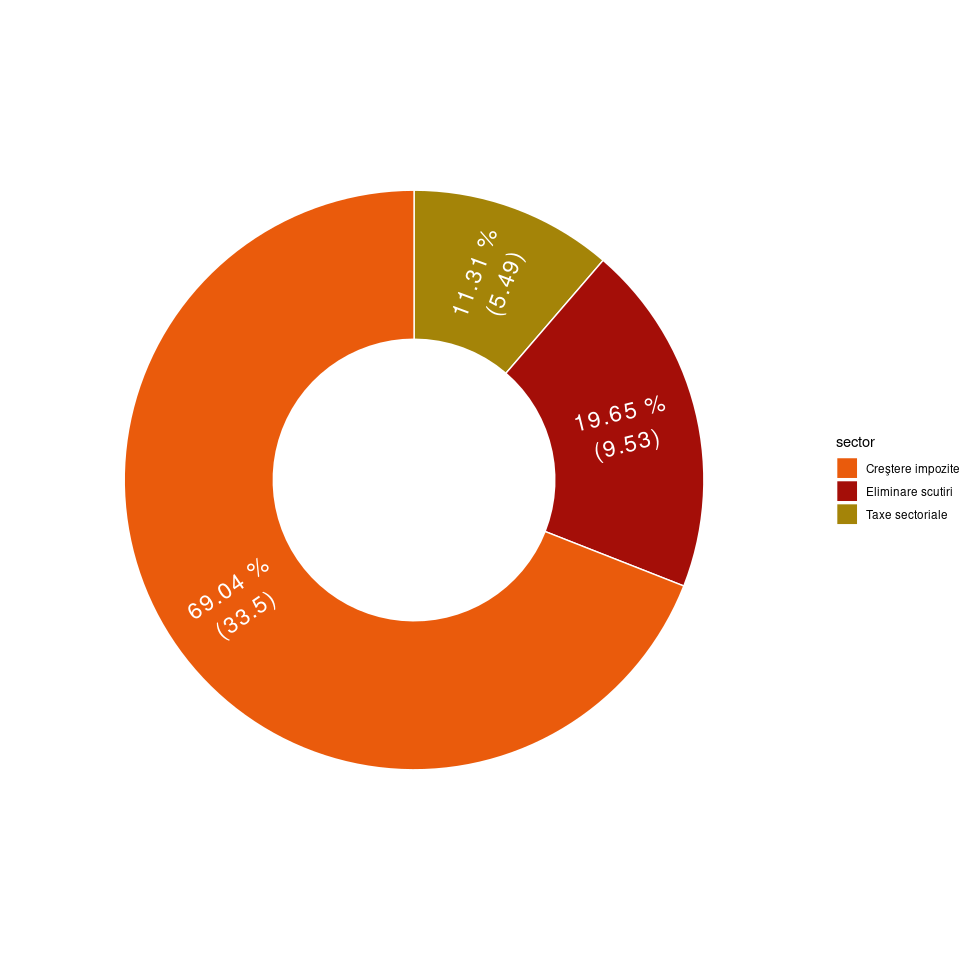 11.31 %
(5.49)
19.65 %
(9.53)
69.04 %
(33.5)
sector
Creştere impozite
Eliminare scutiri
Taxe sectoriale